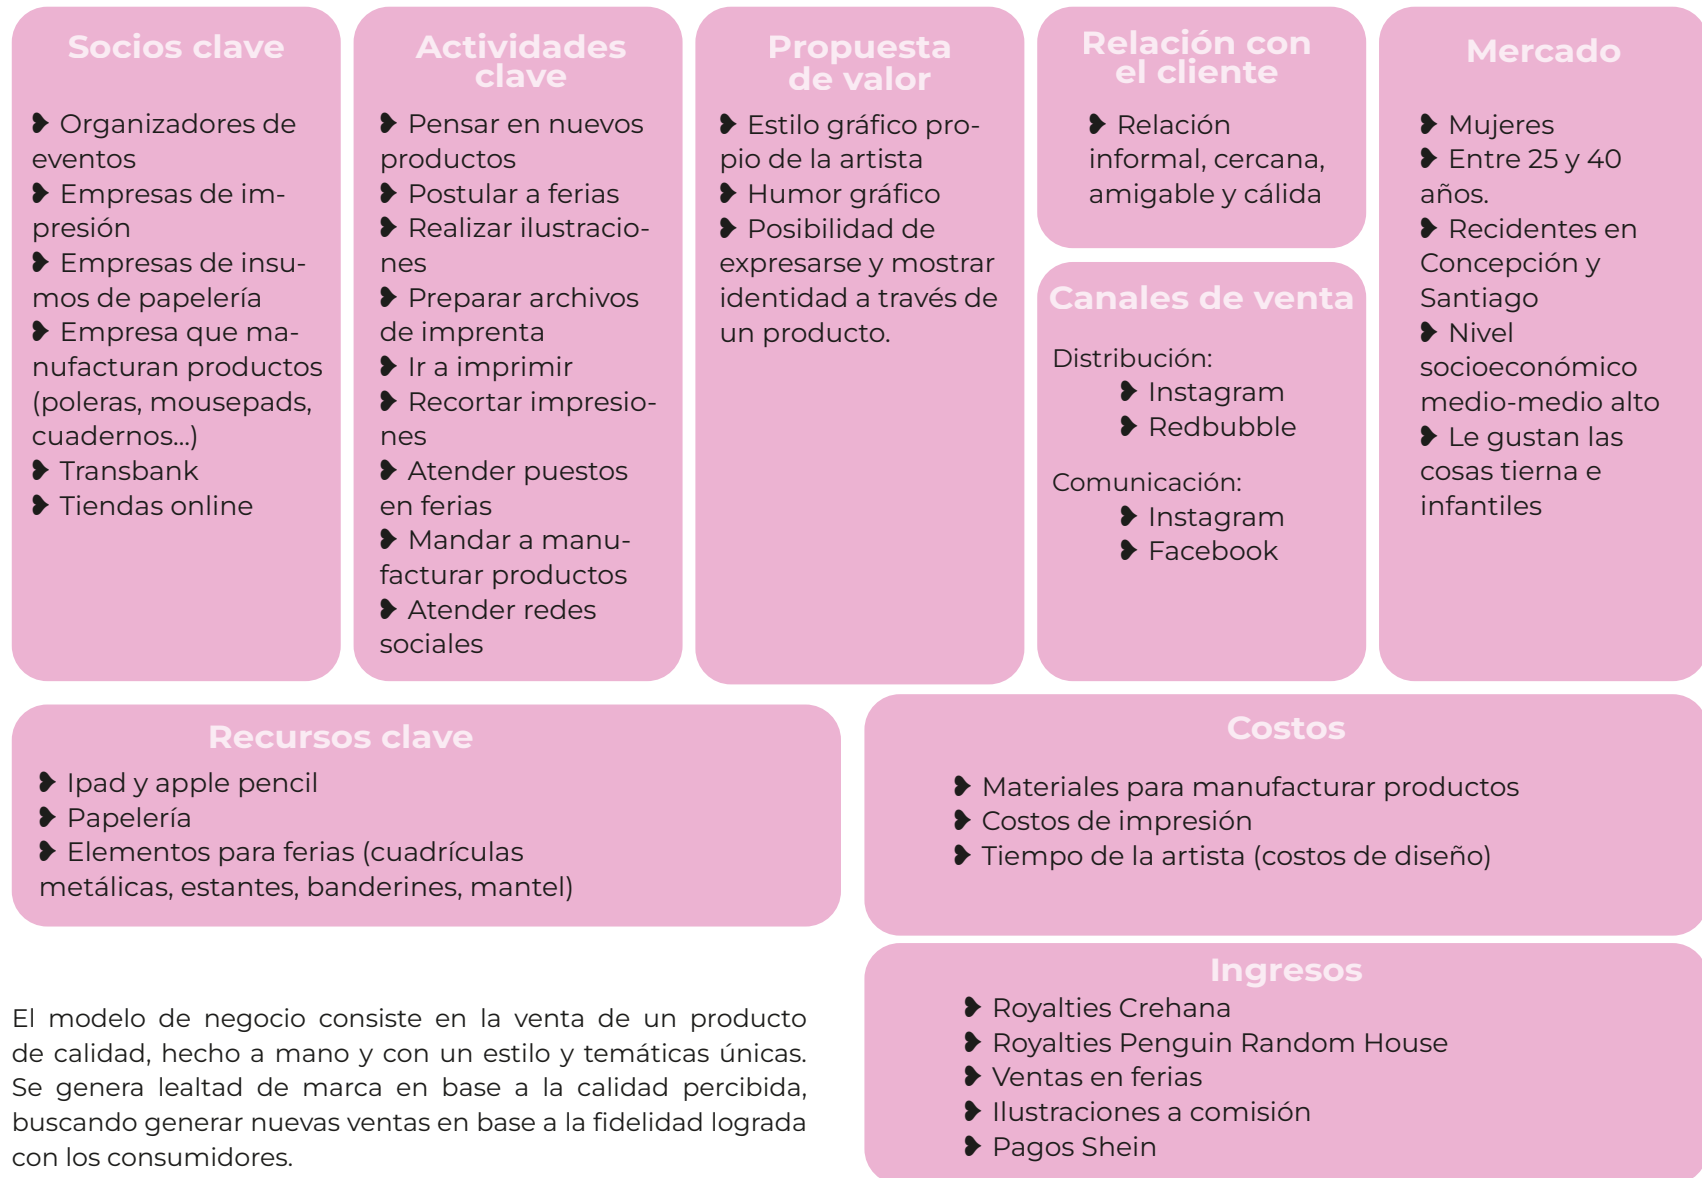 Socios clave
❥ Organizadores de
eventos
❥ Empresas de im-
presión
❥ Empresas de insu-
mos de papelería
❥ Empresa que ma-
nufacturan productos
(poleras, mousepads,
cuadernos...)
❥ Transbank
❥ Tiendas online
Actividades
clave
❥ Pensar en nuevos
productos
❥ Postular a ferias
❥ Realizar ilustracio-
nes
❥ Preparar archivos
de imprenta
❥ Ir a imprimir
❥ Recortar impresio-
nes
❥ Atender puestos
en ferias
❥ Mandar a manu-
facturar productos
❥ Atender redes
sociales
Propuesta
de valor
❥ Estilo gráfico pro-
pio de la artista
❥ Humor gráfico
❥ Posibilidad de
expresarse y mostrar
identidad a través de
un producto.
Relación con
el cliente
❥ Relación
informal, cercana,
amigable y cálida
Canales de venta
Distribución:
❥ Instagram
❥ Redbubble
Comunicación:
❥ Instagram
❥ Facebook
Mercado
❥ Mujeres
❥ Entre 25 y 40
años.
❥ Recidentes en
Concepción y
Santiago
❥ Nivel
socioeconómico
medio-medio alto
❥ Le gustan las
cosas tierna e
infantiles
Recursos clave
❥ Ipad y apple pencil
❥ Papelería
❥ Elementos para ferias (cuadrículas
metálicas, estantes, banderines, mantel)
Costos
❥ Materiales para manufacturar productos
❥ Costos de impresión
❥ Tiempo de la artista (costos de diseño)
El modelo de negocio consiste en la venta de un producto
de calidad, hecho a mano y con un estilo y temáticas únicas.
Se genera lealtad de marca en base a la calidad percibida,
buscando generar nuevas ventas en base a la fidelidad lograda
con los consumidores.
Ingresos
❥ Royalties Crehana
❥ Royalties Penguin Random House
❥ Ventas en ferias
❥ Ilustraciones a comisión
❥ Pagos Shein